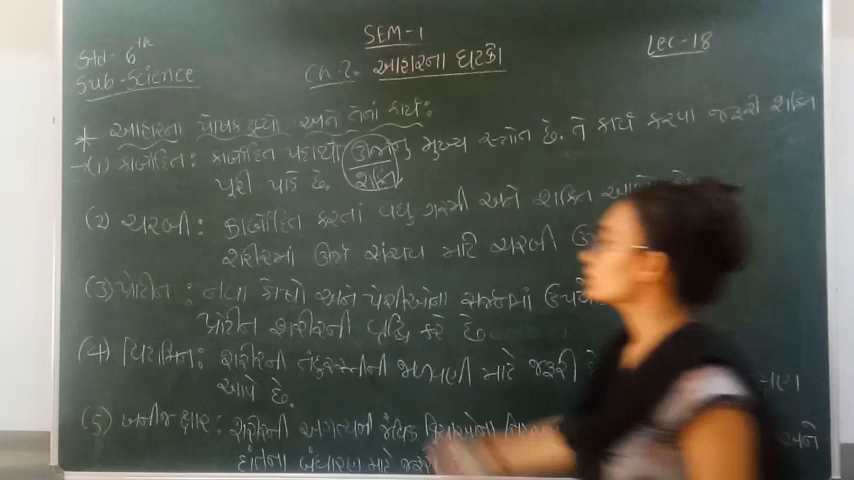 SEM-1
Std- 6th
Sub-Science
Ch-2. આહારના ઘટકો
Lec-18
* આહારના પોષક દ્રવ્યો અને તેનાં કાર્ય:
→(1) કાર્બોદિત: કાર્બોદિત પદાર્થો ઊર્જાનું મુખ્ય સ્ત્રોત છે. તે કાર્ય કરવા જરૂરી શક્તિ
શક્તિ
પૂરી પાડે છે.
(2) ચરબી: કાર્બોદિત કરતાં વધુ ગરમી અને શક્તિ
શરીરમાં ઊર્જા સંચય માટે ચરબી
(3) પ્રોટીન: નવા કોષો અને પેશીઓના સર્જનમાં
પ્રોટીન શરીરની વૃદ્ધિ કરે છે.
(4) વિટામિન: શરીરની તંદુરસ્તીની જાળવણી માટે જરૂરી
આપે છે.
(5) ખનીજ ક્ષાર: શરીરની અગત્યની જૈવિક ક્રિયાઓના
અને
દાંતના બંધારણ માટે